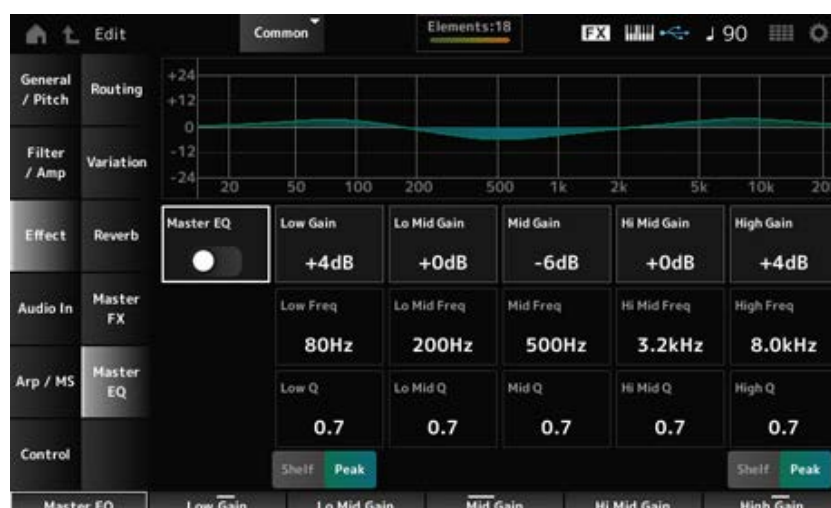 Edit
Common
Elements:18
FX
90
General / Pitch
Filter / Amp
Effect
Audio In
Arp / MS
Control
Routing
Variation
Reverb
Master FX
Master EQ
+24
+12
0
-12
-24
20 50 100 200 500 1k 2k 5k 10k 20
Master EQ
Low Gain
+4dB
Lo Mid Gain
+0dB
Mid Gain
-6dB
Hi Mid Gain
+0dB
High Gain
+4dB
Low Freq
80Hz
Lo Mid Freq
200Hz
Mid Freq
500Hz
Hi Mid Freq
3.2kHz
High Freq
8.0kHz
Low Q
0.7
Lo Mid Q
0.7
Mid Q
0.7
Hi Mid Q
0.7
High Q
0.7
Shelf Peak
Shelf Peak
Master EQ
Low Gain
Lo Mid Gain
Mid Gain
Hi Mid Gain
High Gain